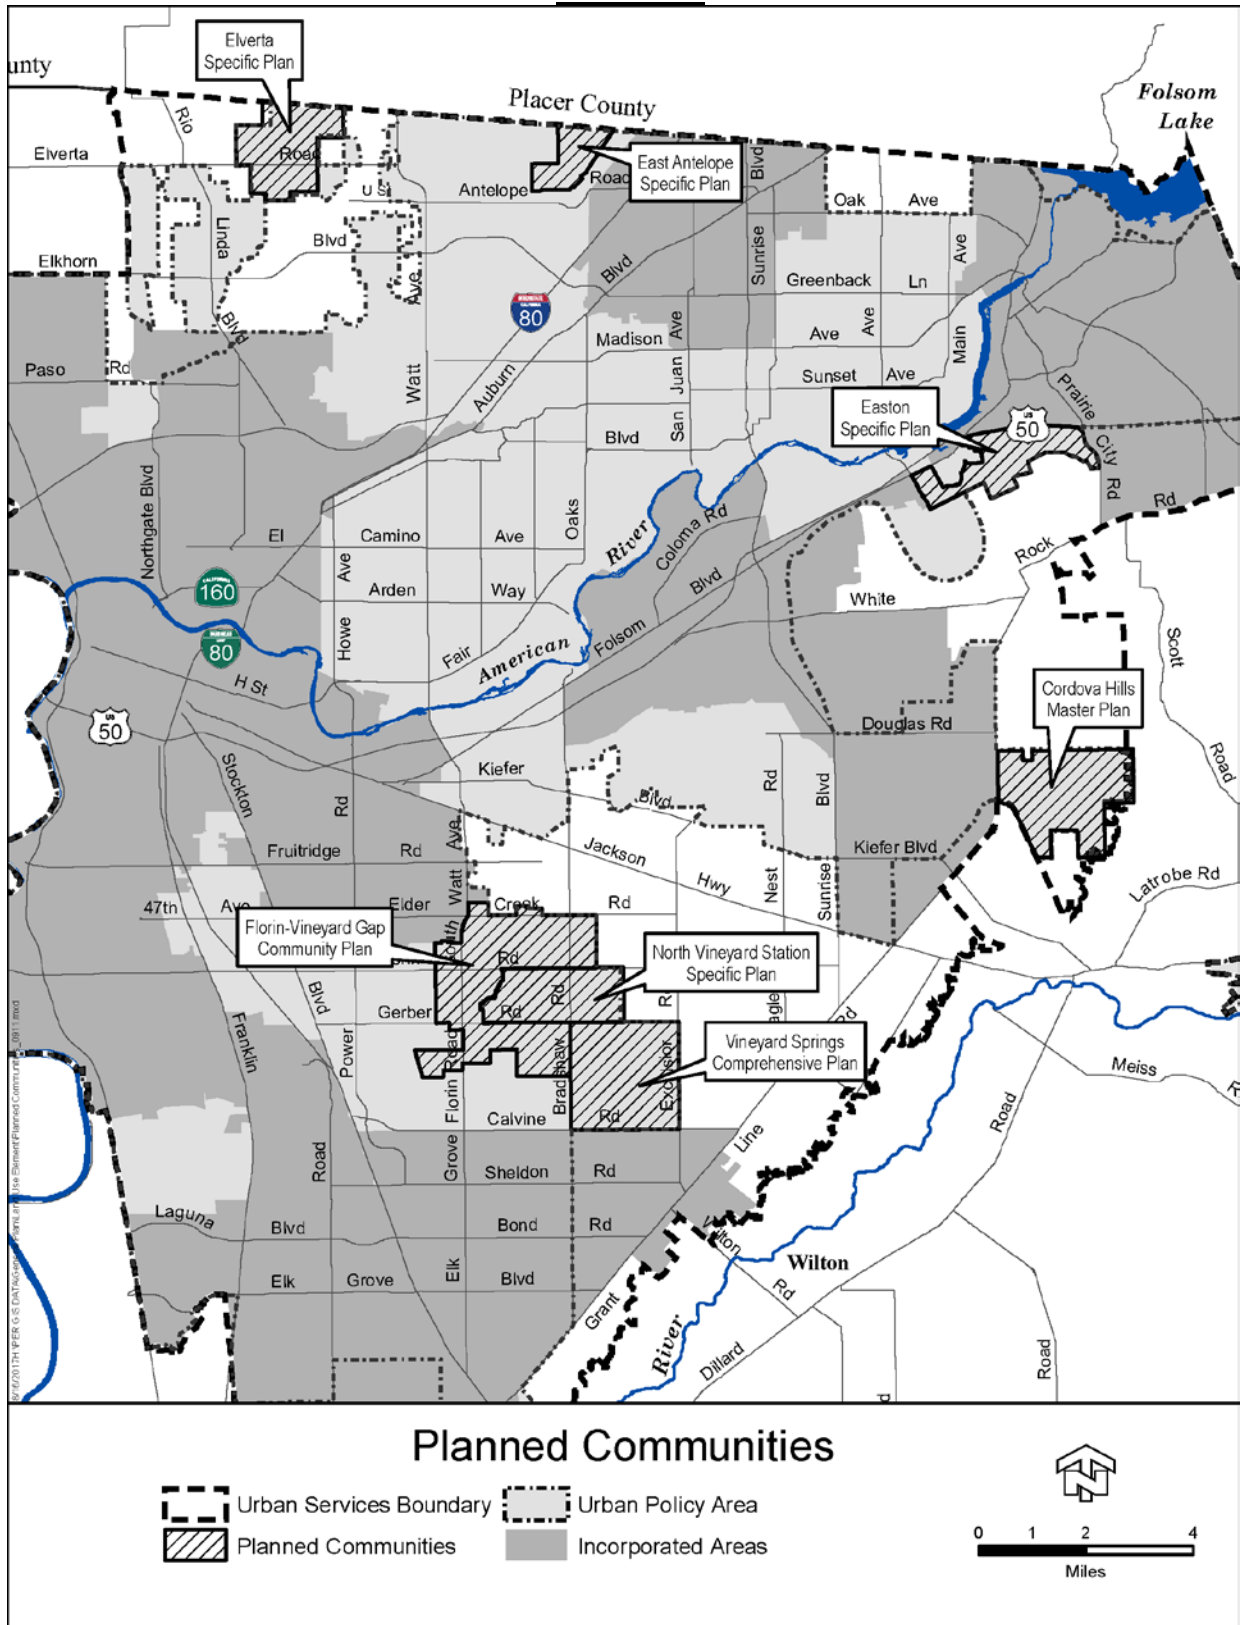 Elverta
Specific Plan
unty
Placer County
Folsom
Lake
Rio
Elverta
Road
East Antelope
Specific Plan
Blvd
U S
Antelope
Road
Oak
Ave
Linda
Blvd
Elkhorn
Ave
Blvd
Sunrise
Greenback
Ln
Ave
INTERSTATE
CALIFORNIA
80
Blvd
Madison
Ave
Ave
Ave
Main
Paso
Rd
Watt
Auburn
Juan
Sunset
Ave
Prairie
Easton
Specific Plan
San
Blvd
US
50
City
Rd
Rd
Northgate Blvd
Oaks
El
Camino
Ave
River
Coloma Rd
Rock
CALIFORNIA
160
Ave
Arden
Way
Blvd
White
BUSINESS
80
Howe
Fair
American
Folsom
Scott
H St
Cordova Hills
Master Plan
US
50
Douglas Rd
Stockton
Kiefer
Rd
Blvd
Road
Rd
Blvd
Ave
Fruitridge
Rd
Jackson
Hwy
Kiefer Blvd
Watt
Nest
Sunrise
Latrobe Rd
47th
Ave
Elder
Creek
Rd
Florin-Vineyard Gap
Community Plan
South
Rd
North Vineyard Station
Specific Plan
Rd
Blvd
Gerber
Rd
R
agle
Rd
Franklin
Power
Road
Vineyard Springs
Comprehensive Plan
Bradshaw
Excelsior
Meiss
R
Florin
Calvine
Rd
Road
Line
Road
Grove
Sheldon
Rd
Laguna
Blvd
Bond
Rd
Wilton
Wilton
Elk
Grove
Elk
Blvd
Rd
Grant
River
Dillard
Road
d
Planned Communities
Urban Services Boundary
Urban Policy Area
Planned Communities
Incorporated Areas
N
0 1 2 4
Miles